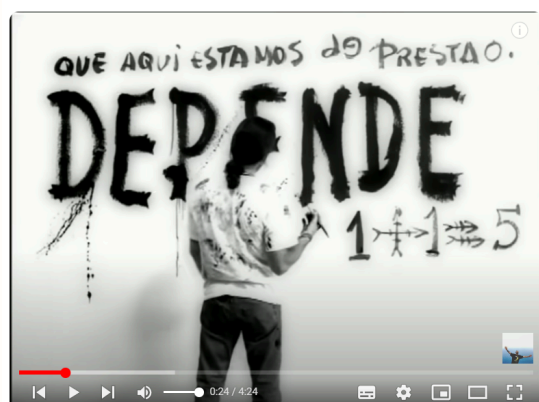 QUE AQUI ESTAMOS dE PRESTAO.
DEPENDE
1+1=5
0:24 / 4:24